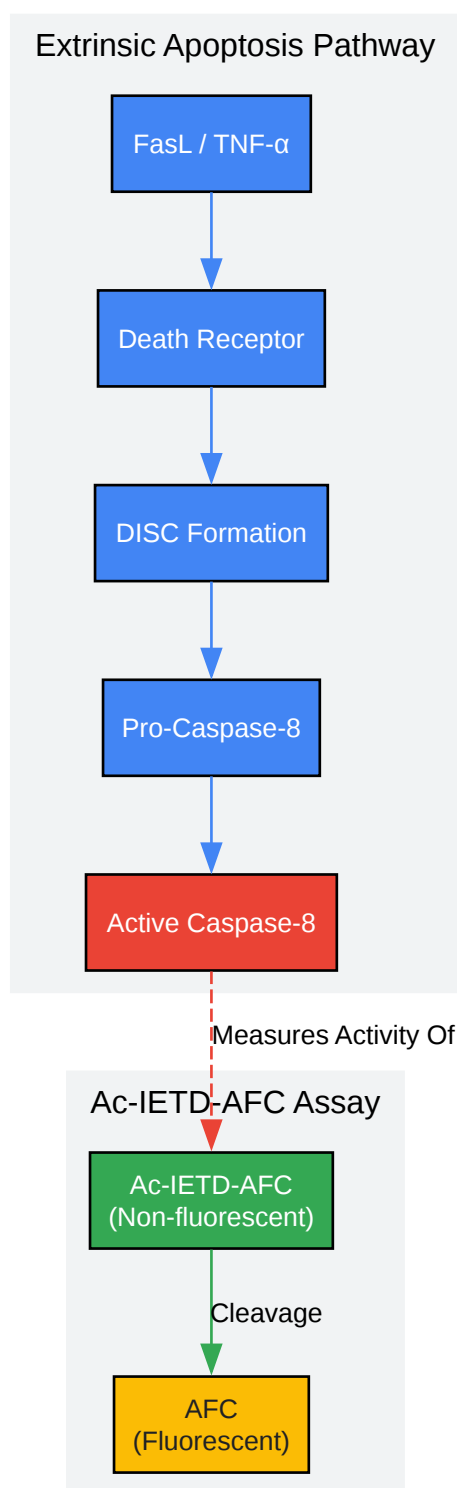 Extrinsic Apoptosis Pathway
FasL / TNF-α
Death Receptor
DISC Formation
Pro-Caspase-8
Active Caspase-8
Measures Activity Of
Ac-IETD-AFC Assay
Ac-IETD-AFC
(Non-fluorescent)
Cleavage
AFC
(Fluorescent)